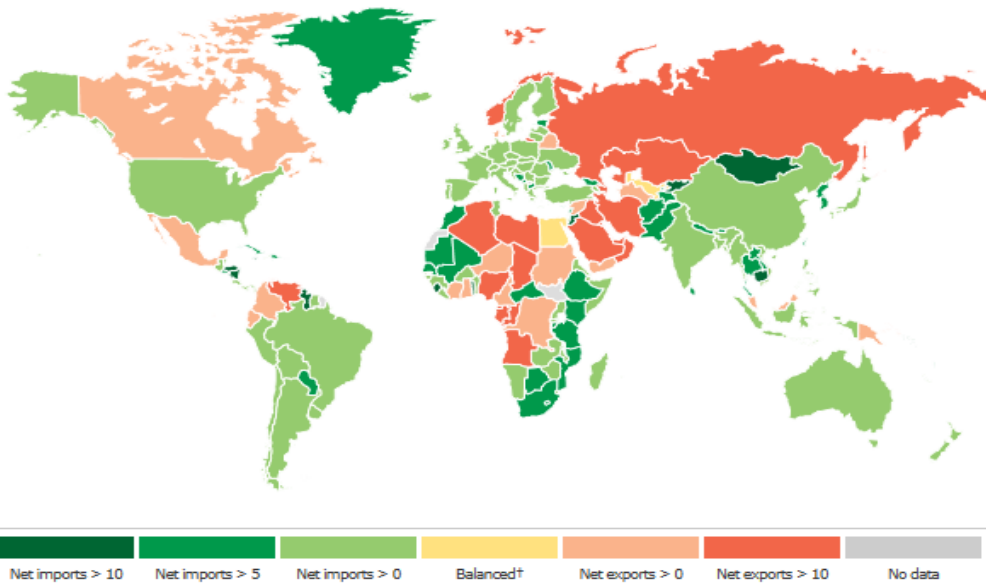 Net imports > 10
Net imports > 5
Net imports > 0
Balanced†
Net exports > 0
Net exports > 10
No data